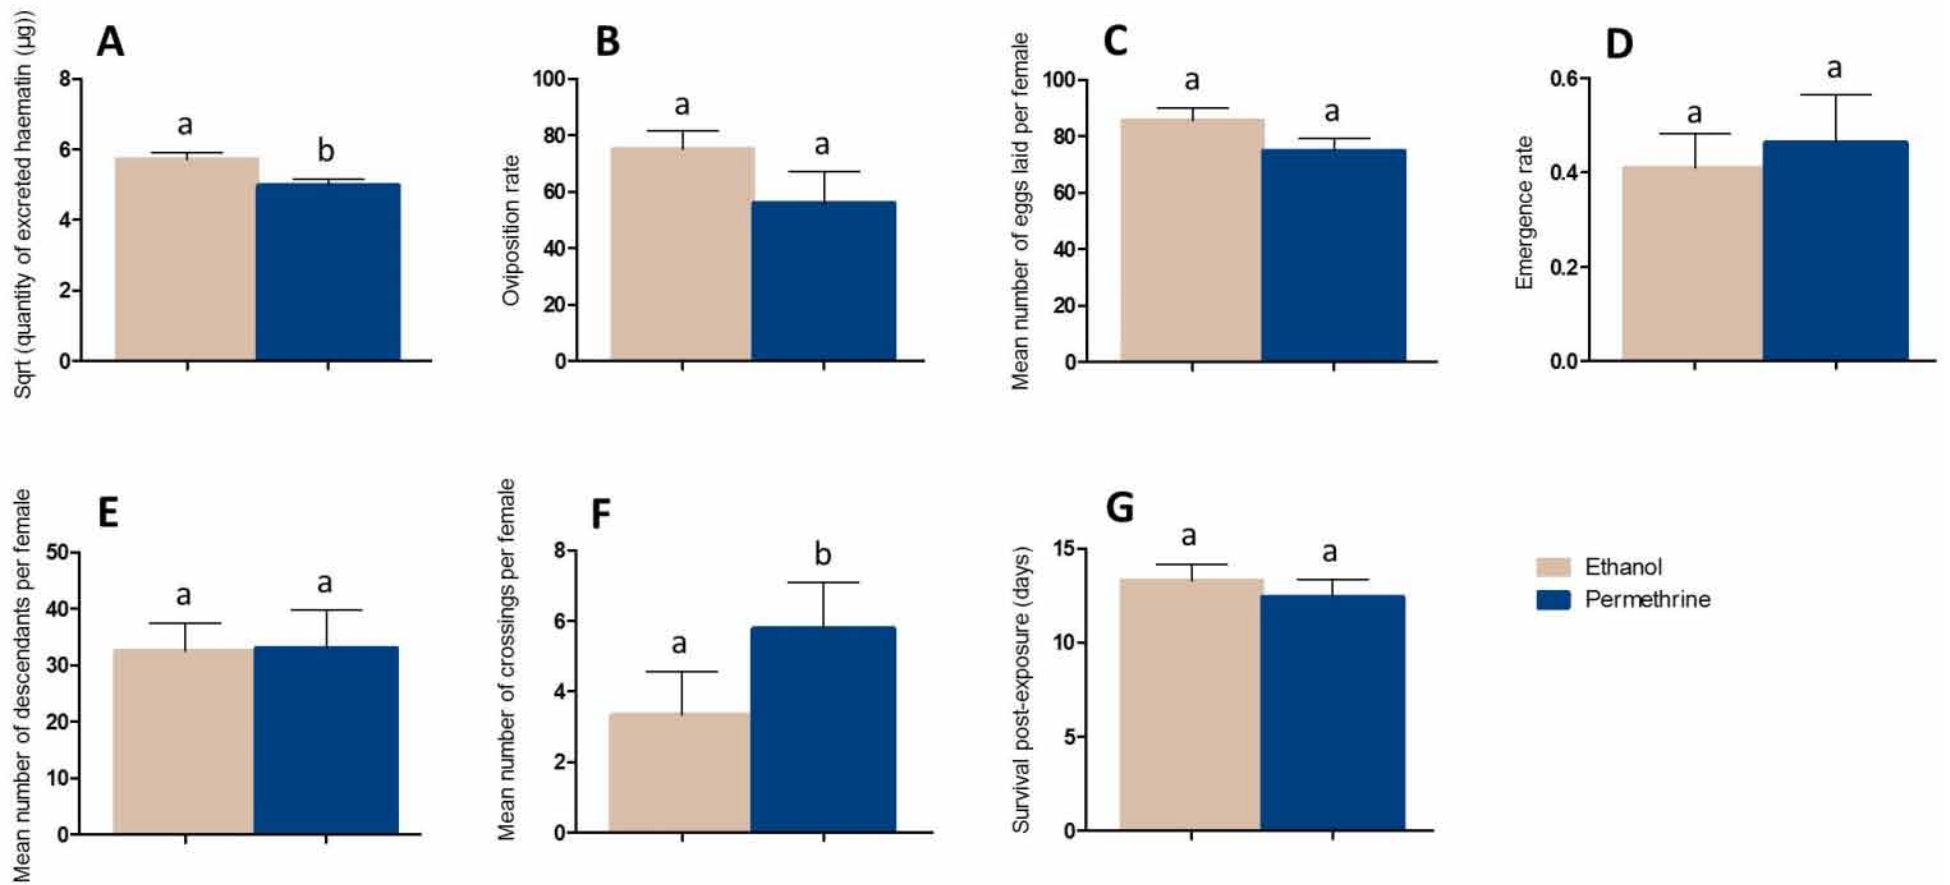 A
Sqrt (quantity of excreted haematin (µg))
8
6
4
2
0
a
b
B
Oviposition rate
100
80
60
40
20
0
a
a
C
Mean number of eggs laid per female
100
80
60
40
20
0
a
a
D
Emergence rate
0.6
0.4
0.2
0.0
a
a
E
Mean number of descendants per female
50
40
30
20
10
0
a
a
F
Mean number of crossings per female
8
6
4
2
0
a
b
G
Survival post-exposure (days)
15
10
5
0
a
a
Ethanol
Permethrine